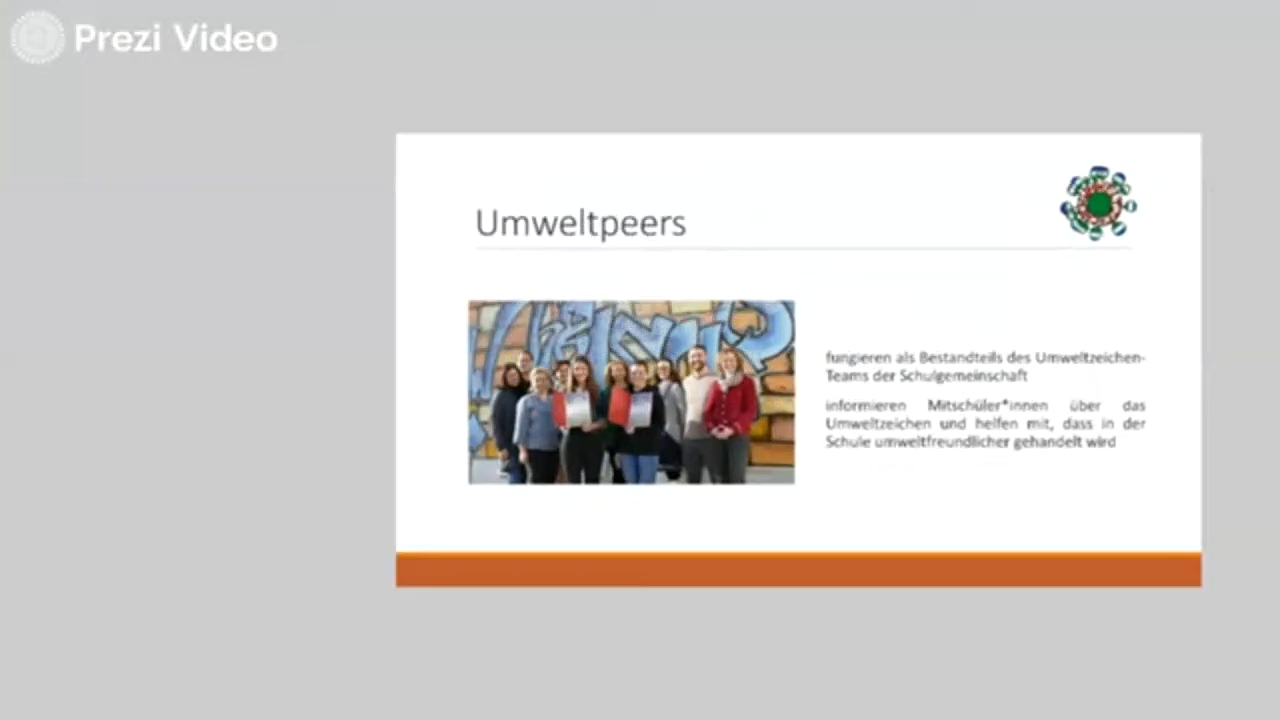 Prezi Video
Umweltpeers
fungieren als Bestandteils des Umweltzeichen-
Teams der Schulgemeinschaft
informieren Mitschüler*innen über das
Umweltzeichen und helfen mit, dass in der
Schule umweltfreundlicher gehandelt wird